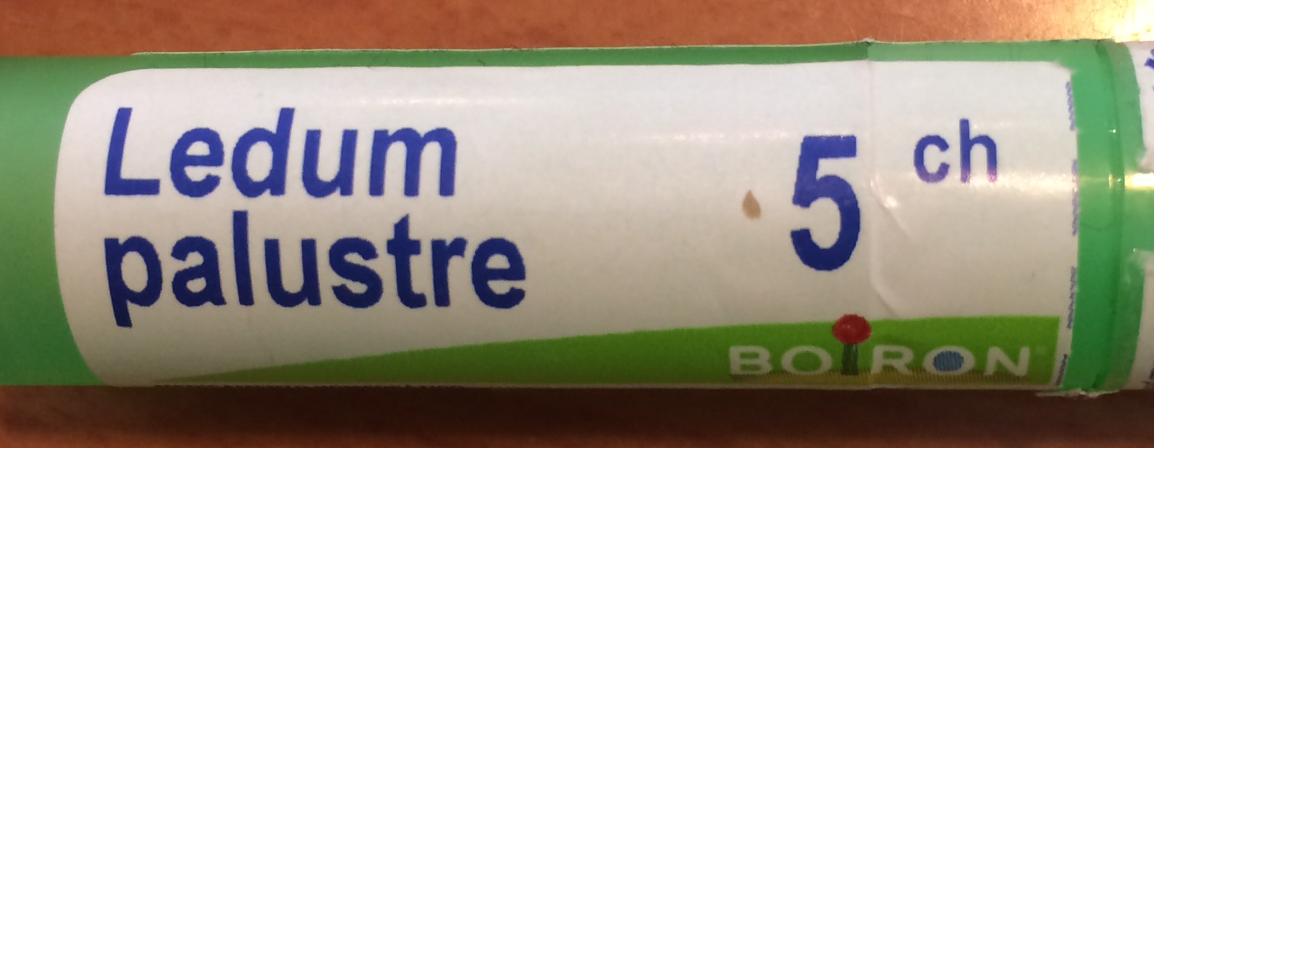 Ledum
palustre
5 ch
BOIRON